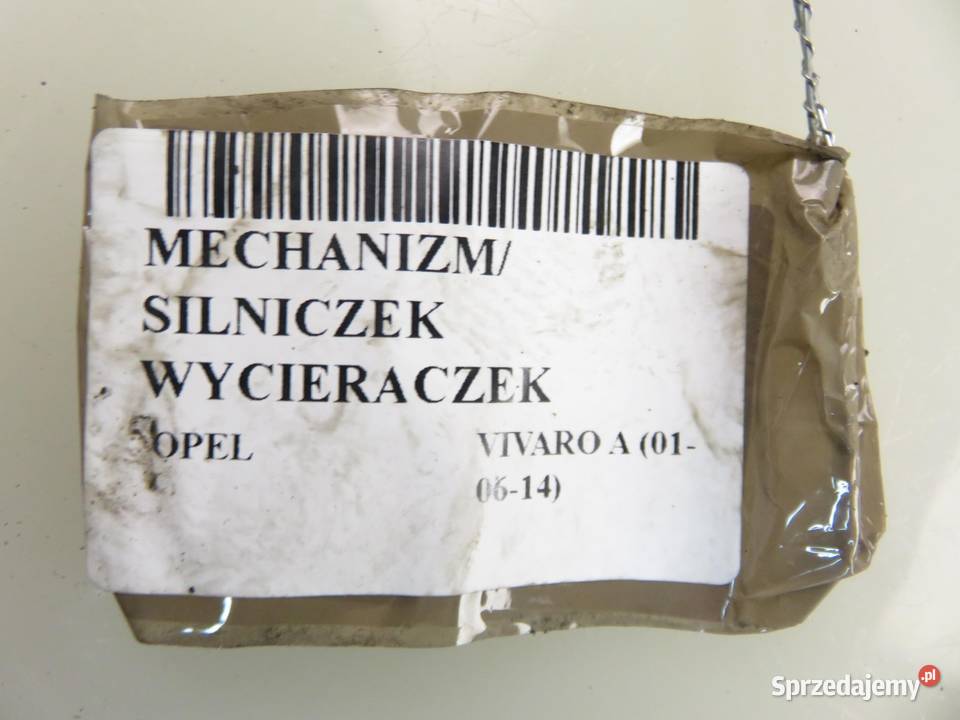 MECHANIZM/
SILNICZEK
WYCIERACZEK
OPEL VIVARO A (01-
06-14)
Sprzedajemy.pl